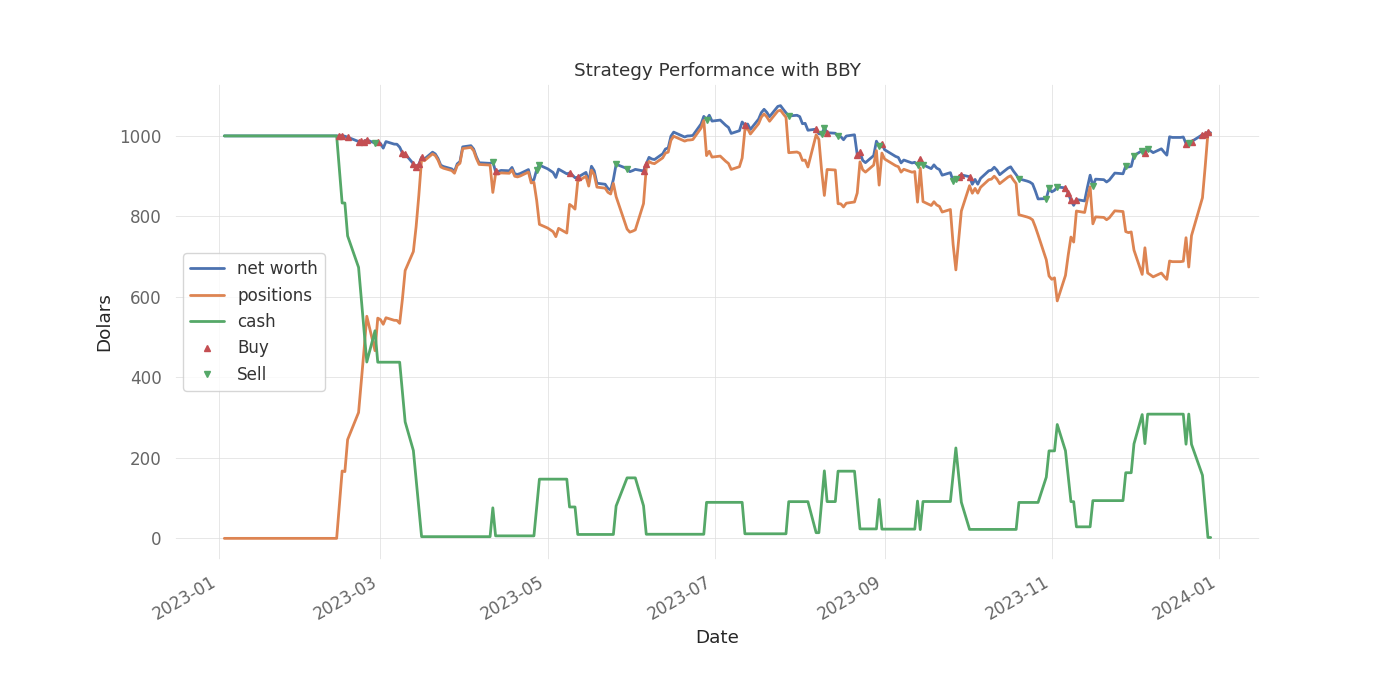 Strategy Performance with BBY
Dolars
1000
800
600
400
200
0
net worth
positions
cash
Buy
Sell
2023-01
2023-03
2023-05
2023-07
2023-09
2023-11
2024-01
Date